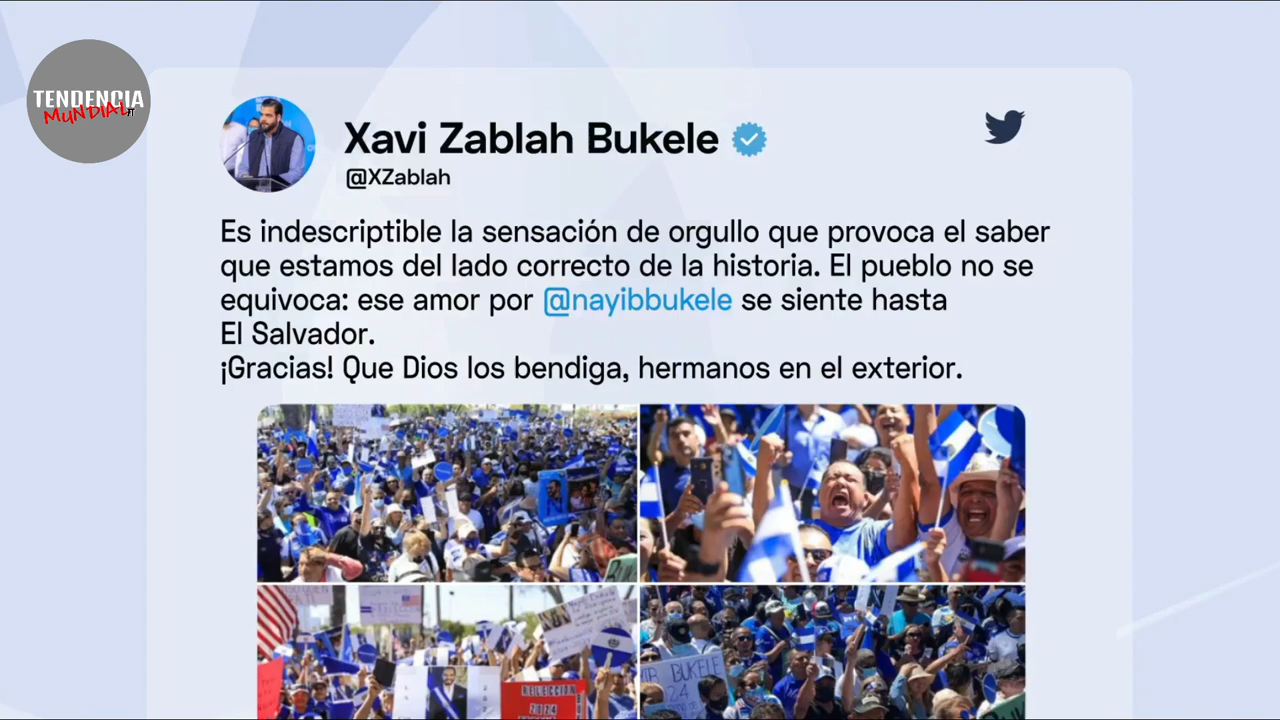 TENDENCIA
MUNDIAL
Xavi Zablah Bukele
@XZablah
Es indescriptible la sensación de orgullo que provoca el saber
que estamos del lado correcto de la historia. El pueblo no se
equivoca: ese amor por @nayibbukele se siente hasta
El Salvador.
¡Gracias! Que Dios los bendiga, hermanos en el exterior.
BUKELE
RELECCION
2024